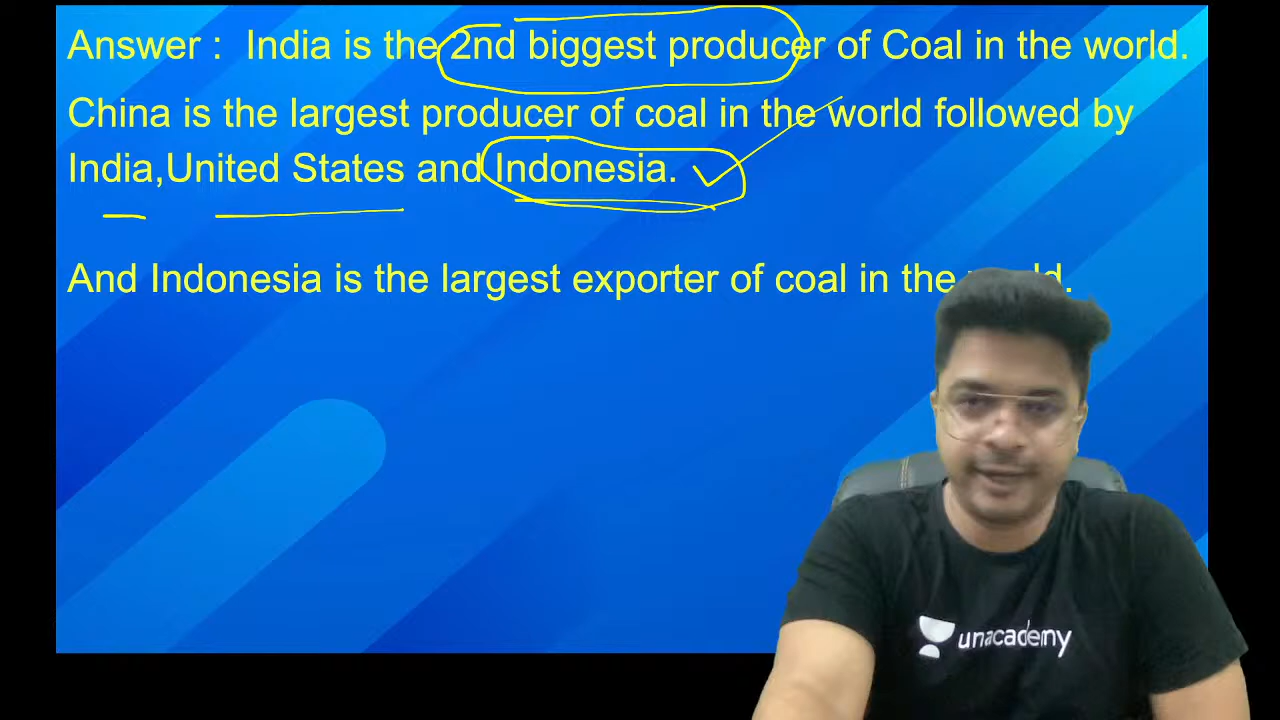 Answer : India is the 2nd biggest producer of Coal in the world.
China is the largest producer of coal in the world followed by
India,United States and Indonesia.
And Indonesia is the largest exporter of coal in the
unacademy